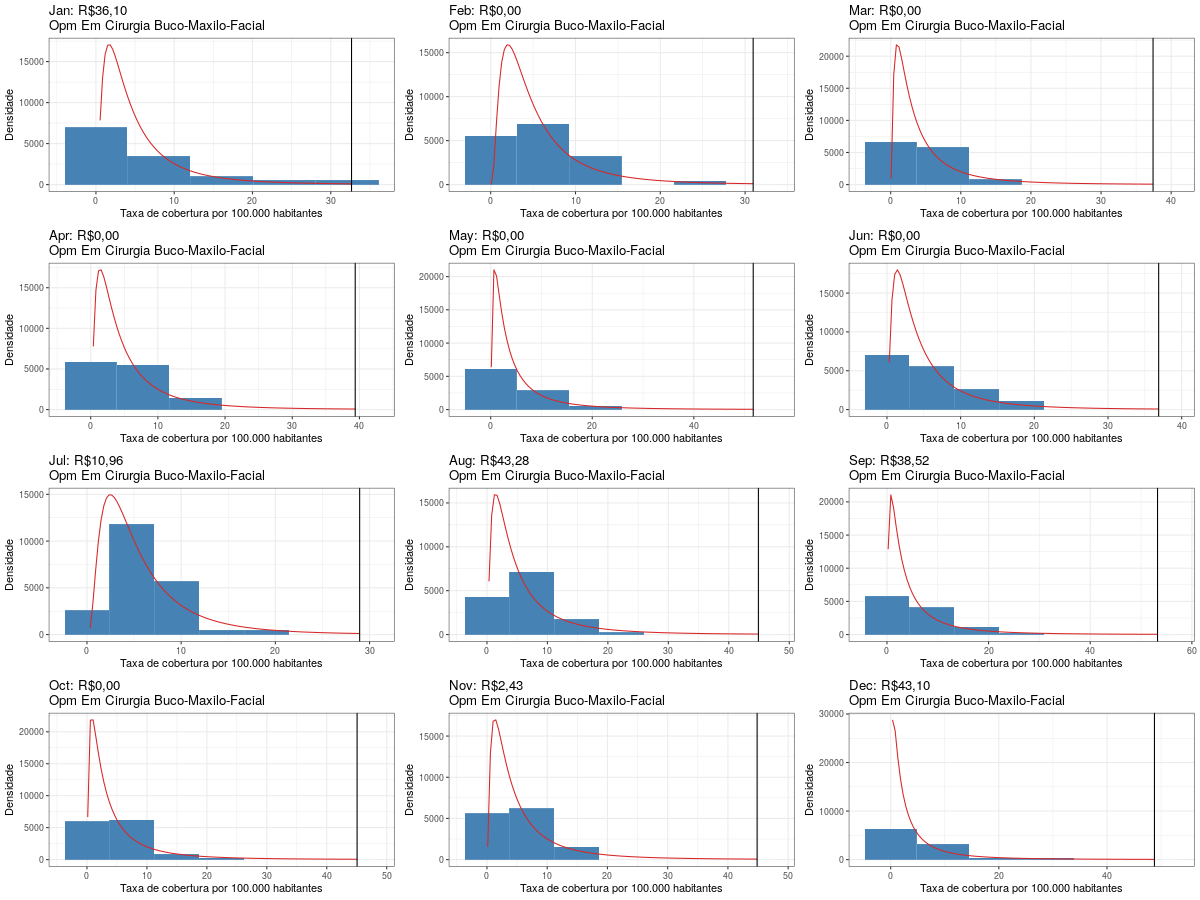 Jan: R$36,10
Opm Em Cirurgia Buco-Maxilo-Facial
Densidade
15000
10000
5000
0
0 10 20 30
Taxa de cobertura por 100.000 habitantes
Feb: R$0,00
Opm Em Cirurgia Buco-Maxilo-Facial
Densidade
15000
10000
5000
0
0 10 20 30
Taxa de cobertura por 100.000 habitantes
Mar: R$0,00
Opm Em Cirurgia Buco-Maxilo-Facial
Densidade
20000
15000
10000
5000
0
0 10 20 30 40
Taxa de cobertura por 100.000 habitantes
Apr: R$0,00
Opm Em Cirurgia Buco-Maxilo-Facial
Densidade
15000
10000
5000
0
0 10 20 30 40
Taxa de cobertura por 100.000 habitantes
May: R$0,00
Opm Em Cirurgia Buco-Maxilo-Facial
Densidade
20000
15000
10000
5000
0
0 20 40
Taxa de cobertura por 100.000 habitantes
Jun: R$0,00
Opm Em Cirurgia Buco-Maxilo-Facial
Densidade
15000
10000
5000
0
0 10 20 30 40
Taxa de cobertura por 100.000 habitantes
Jul: R$10,96
Opm Em Cirurgia Buco-Maxilo-Facial
Densidade
15000
10000
5000
0
0 10 20 30
Taxa de cobertura por 100.000 habitantes
Aug: R$43,28
Opm Em Cirurgia Buco-Maxilo-Facial
Densidade
15000
10000
5000
0
0 10 20 30 40 50
Taxa de cobertura por 100.000 habitantes
Sep: R$38,52
Opm Em Cirurgia Buco-Maxilo-Facial
Densidade
20000
15000
10000
5000
0
0 20 40 60
Taxa de cobertura por 100.000 habitantes
Oct: R$0,00
Opm Em Cirurgia Buco-Maxilo-Facial
Densidade
20000
15000
10000
5000
0
0 10 20 30 40 50
Taxa de cobertura por 100.000 habitantes
Nov: R$2,43
Opm Em Cirurgia Buco-Maxilo-Facial
Densidade
15000
10000
5000
0
0 10 20 30 40 50
Taxa de cobertura por 100.000 habitantes
Dec: R$43,10
Opm Em Cirurgia Buco-Maxilo-Facial
Densidade
30000
20000
10000
0
0 20 40
Taxa de cobertura por 100.000 habitantes